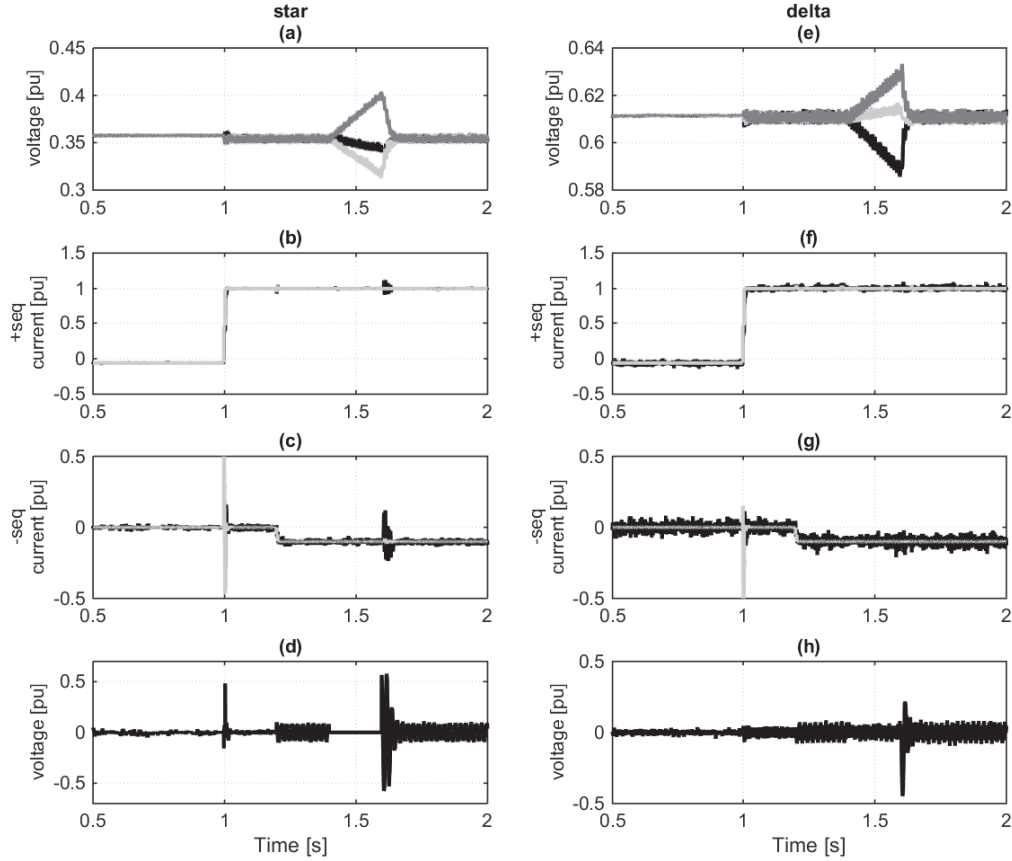 star
(a)
voltage [pu]
0.45
0.4
0.35
0.3
0.5
1
1.5
2
(b)
+seq
current [pu]
1.5
1
0.5
0
-0.5
0.5
1
1.5
2
(c)
-seq
current [pu]
0.5
0
-0.5
0.5
1
1.5
2
(d)
voltage [pu]
0.5
0
-0.5
0.5
1
1.5
2
Time [s]
delta
(e)
voltage [pu]
0.64
0.62
0.6
0.58
0.5
1
1.5
2
(f)
+seq
current [pu]
1.5
1
0.5
0
-0.5
0.5
1
1.5
2
(g)
-seq
current [pu]
0.5
0
-0.5
0.5
1
1.5
2
(h)
voltage [pu]
0.5
0
-0.5
0.5
1
1.5
2
Time [s]